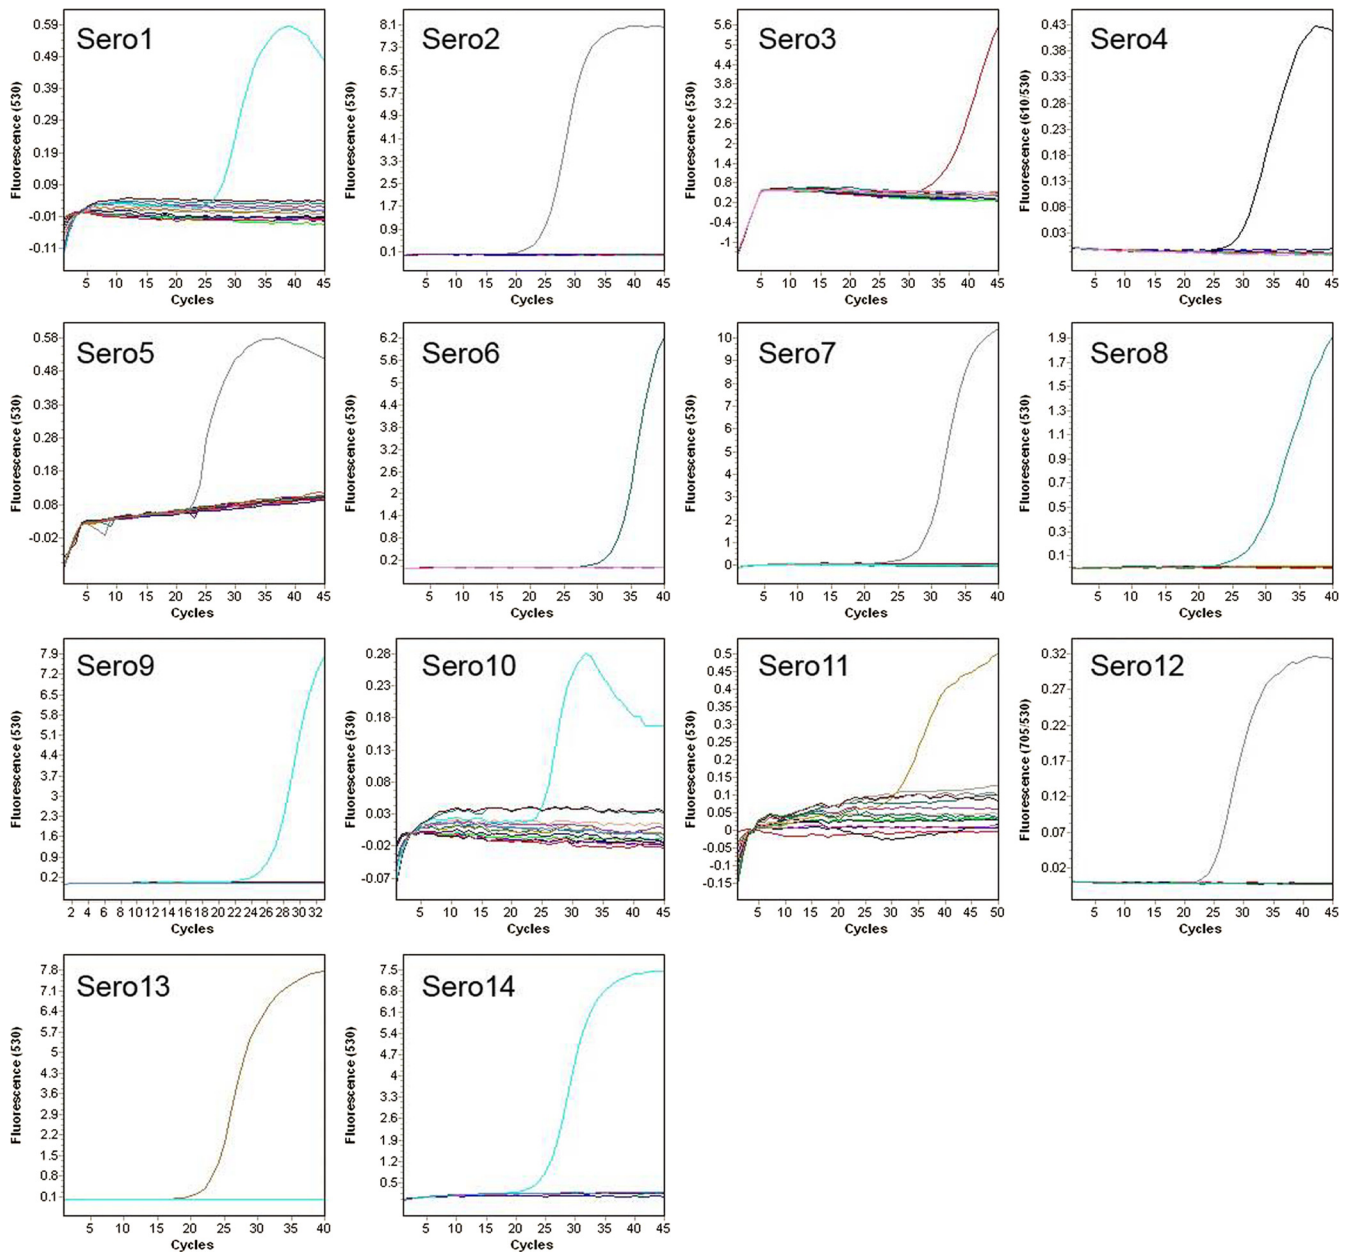 Sero1
Fluorescence (530)
0.59
0.49
0.39
0.29
0.19
0.09
-0.01
-0.11
5 10 15 20 25 30 35 40 45
Cycles
Sero2
Fluorescence (530)
8.1
7.3
6.5
5.7
4.9
4.1
3.3
2.5
1.7
0.9
0.1
5 10 15 20 25 30 35 40 45
Cycles
Sero3
Fluorescence (530)
5.6
5
4.4
3.8
3.2
2.6
2
1.4
0.8
0.2
-0.4
-1
5 10 15 20 25 30 35 40 45
Cycles
Sero4
Fluorescence (610/530)
0.43
0.38
0.33
0.28
0.23
0.18
0.13
0.08
0.03
5 10 15 20 25 30 35 40 45
Cycles
Sero5
Fluorescence (530)
0.58
0.48
0.38
0.28
0.18
0.08
-0.02
5 10 15 20 25 30 35 40 45
Cycles
Sero6
Fluorescence (530)
6.2
5.6
5
4.4
3.8
3.2
2.6
2
1.4
0.8
0.2
5 10 15 20 25 30 35 40
Cycles
Sero7
Fluorescence (530)
10
9
8
7
6
5
4
3
2
1
0
5 10 15 20 25 30 35 40
Cycles
Sero8
Fluorescence (530)
1.9
1.7
1.5
1.3
1.1
0.9
0.7
0.5
0.3
0.1
5 10 15 20 25 30 35 40
Cycles
Sero9
Fluorescence (530)
7.9
7.2
6.5
5.8
5.1
4.4
3.7
3
2.3
1.6
0.9
0.2
2 4 6 8 10 12 14 16 18 20 22 24 26 28 30 32
Cycles
Sero10
Fluorescence (530)
0.28
0.23
0.18
0.13
0.08
0.03
-0.02
-0.07
5 10 15 20 25 30 35 40 45
Cycles
Sero11
Fluorescence (530)
0.5
0.45
0.4
0.35
0.3
0.25
0.2
0.15
0.1
0.05
0
-0.05
-0.1
-0.15
5 10 15 20 25 30 35 40 45 50
Cycles
Sero12
Fluorescence (705/530)
0.32
0.27
0.22
0.17
0.12
0.07
0.02
5 10 15 20 25 30 35 40 45
Cycles
Sero13
Fluorescence (530)
7.8
7.1
6.4
5.7
5
4.3
3.6
2.9
2.2
1.5
0.8
0.1
5 10 15 20 25 30 35 40
Cycles
Sero14
Fluorescence (530)
7.5
6.8
6.1
5.4
4.7
4
3.3
2.6
1.9
1.2
0.5
5 10 15 20 25 30 35 40 45
Cycles